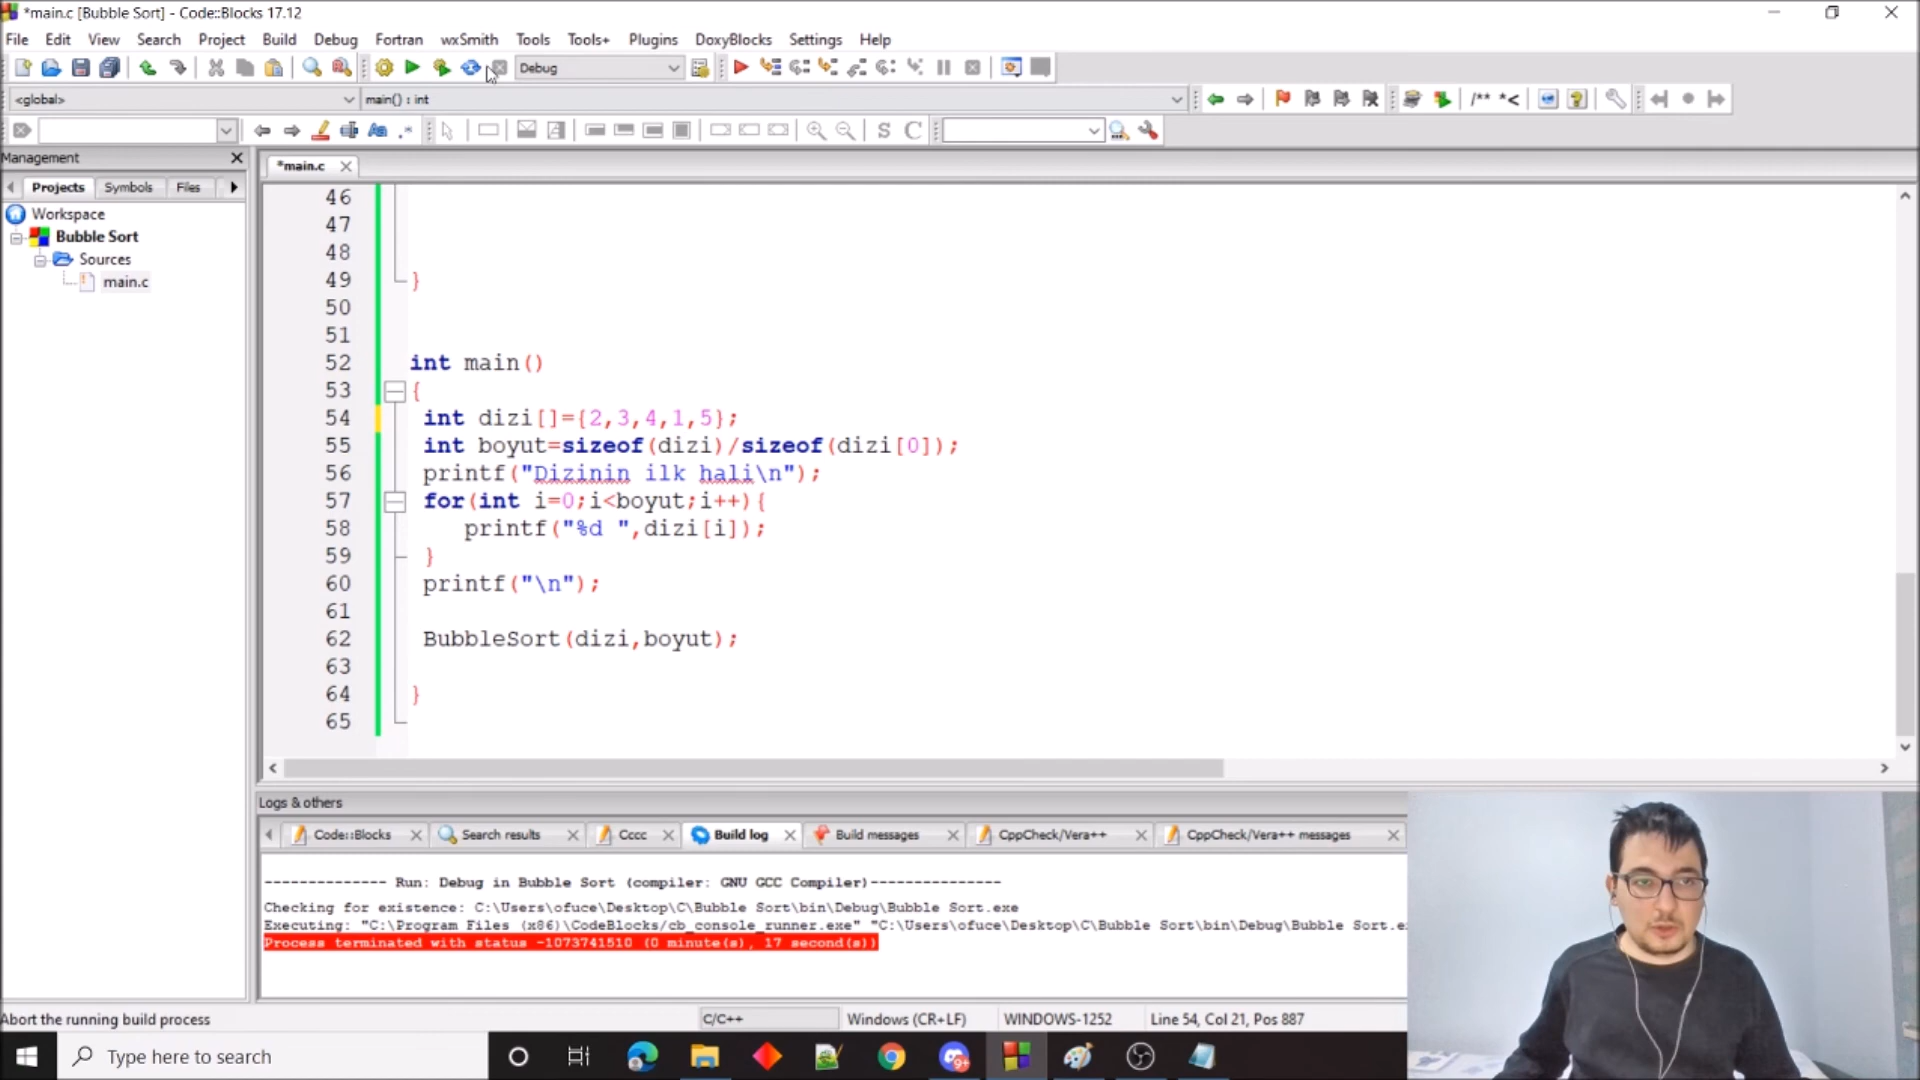 *main.c [Bubble Sort] - Code::Blocks 17.12
File Edit View Search Project Build Debug Fortran wxSmith Tools Tools+ Plugins DoxyBlocks Settings Help
Debug
<global> main() : int
/** *<
.*
S C
Management
*main.c
Projects Symbols Files
Workspace
Bubble Sort
Sources
main.c
46
47
48
49 }
50
51
52 int main()
53 {
54 int dizi[]={2,3,4,1,5};
55 int boyut=sizeof(dizi)/sizeof(dizi[0]);
56 printf("Dizinin ilk hali\n");
57 for(int i=0;i<boyut;i++){
58 printf("%d ",dizi[i]);
59 }
60 printf("\n");
61
62 BubbleSort(dizi,boyut);
63
64 }
65
Logs & others
Code::Blocks Search results Cccc Build log Build messages CppCheck/Vera++ CppCheck/Vera++ messages
-------------- Run: Debug in Bubble Sort (compiler: GNU GCC Compiler)---------------
Checking for existence: C:\Users\ofuce\Desktop\C\Bubble Sort\bin\Debug\Bubble Sort.exe
Executing: "C:\Program Files (x86)\CodeBlocks/cb_console_runner.exe" "C:\Users\ofuce\Desktop\C\Bubble Sort\bin\Debug\Bubble Sort.e
Process terminated with status -1073741510 (0 minute(s), 17 second(s))
Abort the running build process C/C++ Windows (CR+LF) WINDOWS-1252 Line 54, Col 21, Pos 887
Type here to search
9+